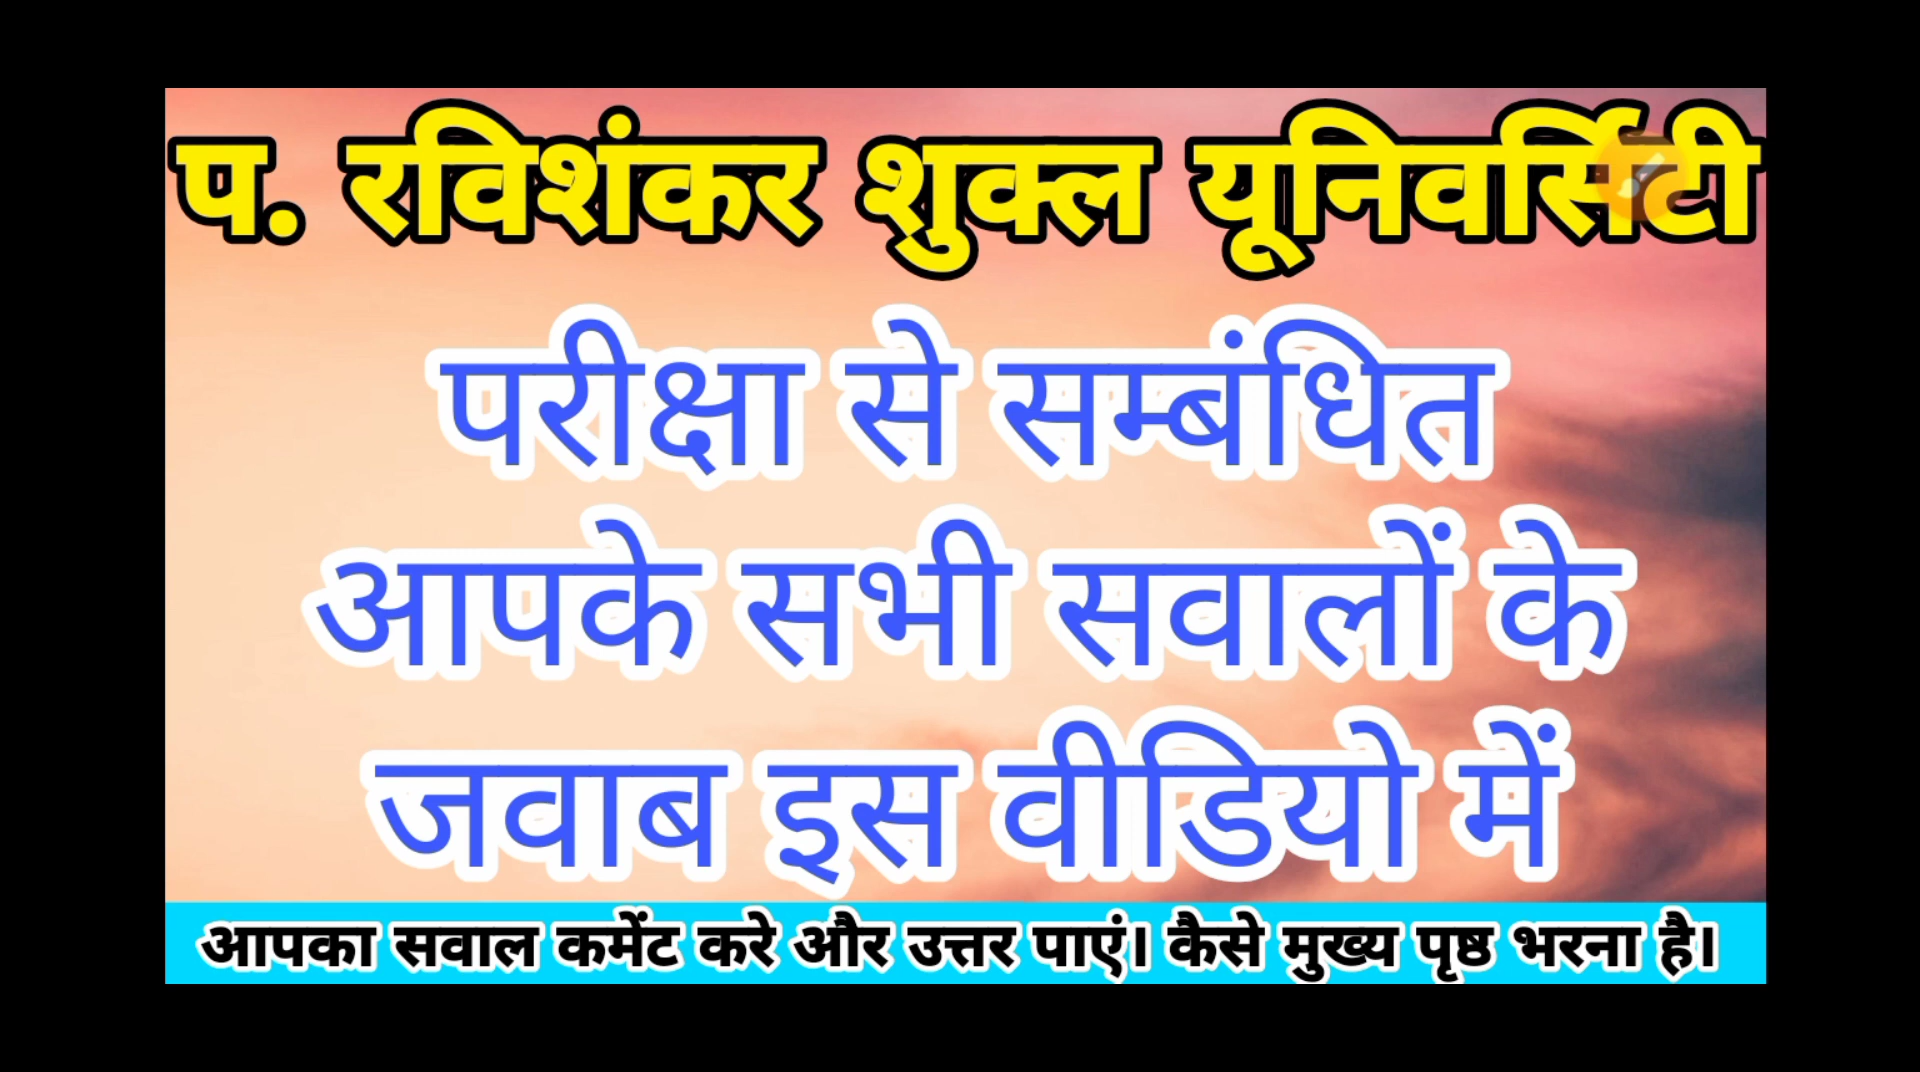 प. रविशंकर शुक्ल यूनिवर्सिटी
परीक्षा से सम्बंधित
आपके सभी सवालों के
जवाब इस वीडियो में
आपका सवाल कमेंट करे और उत्तर पाएं। कैसे मुख्य पृष्ठ भरना है।